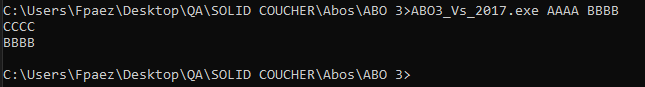 C:\Users\Fpaez\Desktop\QA\SOLID COUCHER\Abos\ABO 3>ABO3_Vs_2017.exe AAAA BBBB
CCCC
BBBB
C:\Users\Fpaez\Desktop\QA\SOLID COUCHER\Abos\ABO 3>